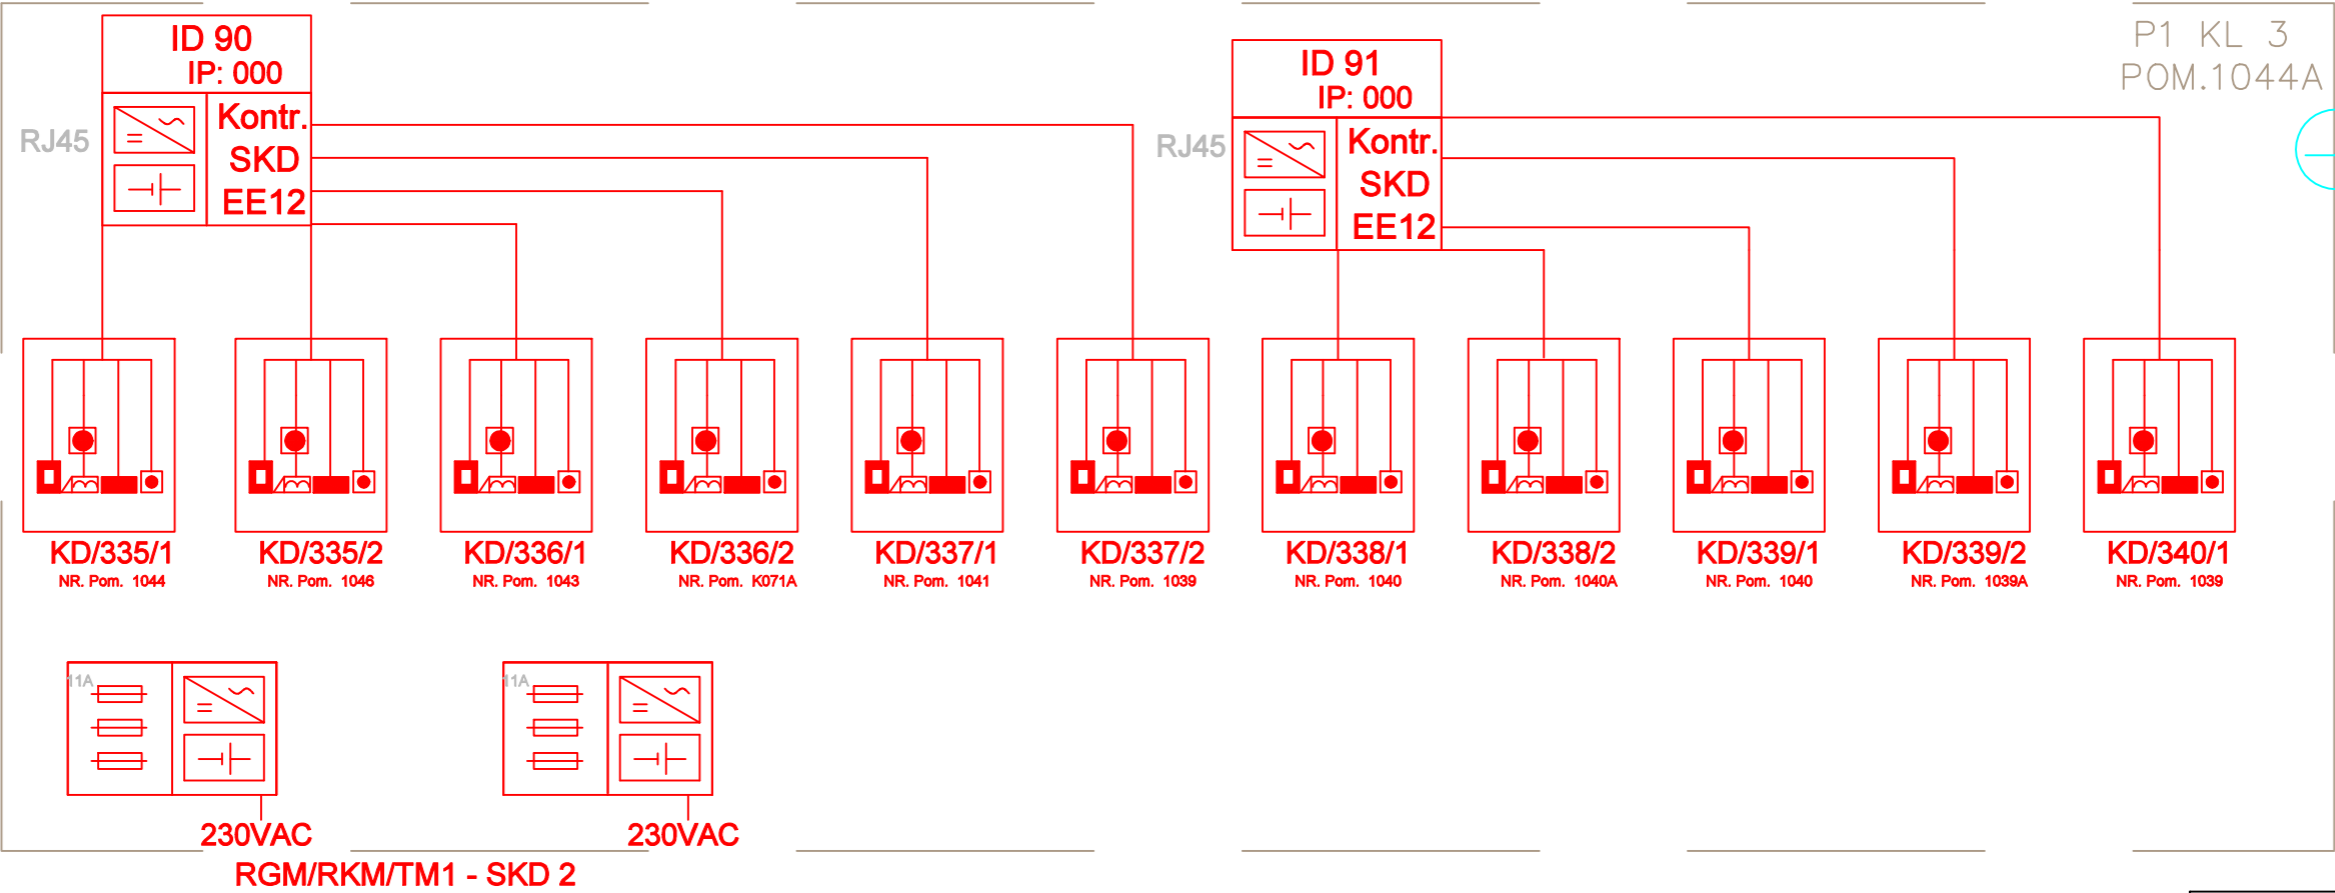 P1 KL 3
POM.1044A
ID 90
IP: 000
RJ45
Kontr.
SKD
EE12
ID 91
IP: 000
RJ45
Kontr.
SKD
EE12
KD/335/1
NR. Pom. 1044
KD/335/2
NR. Pom. 1046
KD/336/1
NR. Pom. 1043
KD/336/2
NR. Pom. K071A
KD/337/1
NR. Pom. 1041
KD/337/2
NR. Pom. 1039
KD/338/1
NR. Pom. 1040
KD/338/2
NR. Pom. 1040A
KD/339/1
NR. Pom. 1040
KD/339/2
NR. Pom. 1039A
KD/340/1
NR. Pom. 1039
11A
230VAC
11A
230VAC
RGM/RKM/TM1 - SKD 2